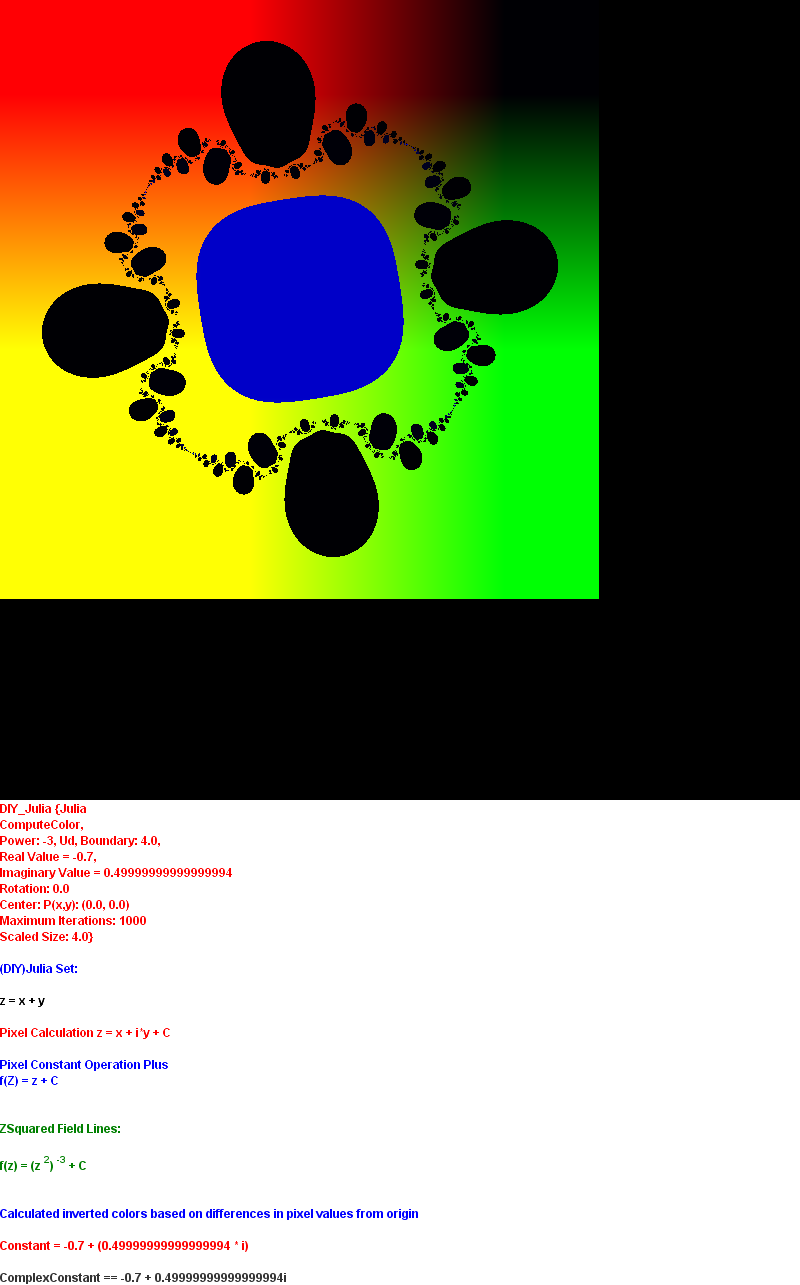 DIY_Julia {Julia
ComputeColor,
Power: -3, Ud, Boundary: 4.0,
Real Value = -0.7,
Imaginary Value = 0.49999999999999994
Rotation: 0.0
Center: P(x,y): (0.0, 0.0)
Maximum Iterations: 1000
Scaled Size: 4.0}
(DIY)Julia Set:
z = x + y
Pixel Calculation z = x + i*y + C
Pixel Constant Operation Plus
f(Z) = z + C
ZSquared Field Lines:
f(z) = (z ²) ⁻³ + C
Calculated inverted colors based on differences in pixel values from origin
Constant = -0.7 + (0.49999999999999994 * i)
ComplexConstant == -0.7 + 0.49999999999999994i